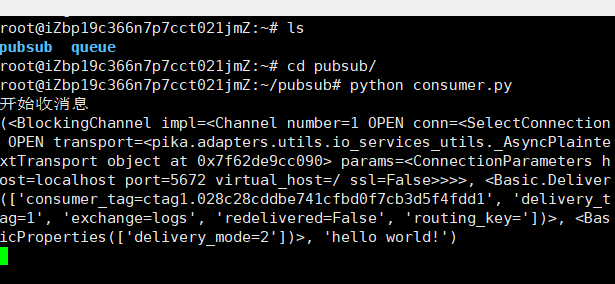 root@iZbp19c366n7p7cct021jmZ:~# ls
pubsub  queue
root@iZbp19c366n7p7cct021jmZ:~# cd pubsub/
root@iZbp19c366n7p7cct021jmZ:~/pubsub# python consumer.py
开始收消息
(<BlockingChannel impl=<Channel number=1 OPEN conn=<SelectConnection
 OPEN transport=<pika.adapters.utils.io_services_utils._AsyncPlainte
xtTransport object at 0x7f62de9cc090> params=<ConnectionParameters h
ost=localhost port=5672 virtual_host=/ ssl=False>>>>, <Basic.Deliver
(['consumer_tag=ctag1.028c28cddbe741cfbd0f7cb3d5f4fdd1', 'delivery_t
ag=1', 'exchange=logs', 'redelivered=False', 'routing_key='])>, <Bas
icProperties(['delivery_mode=2'])>, 'hello world!')